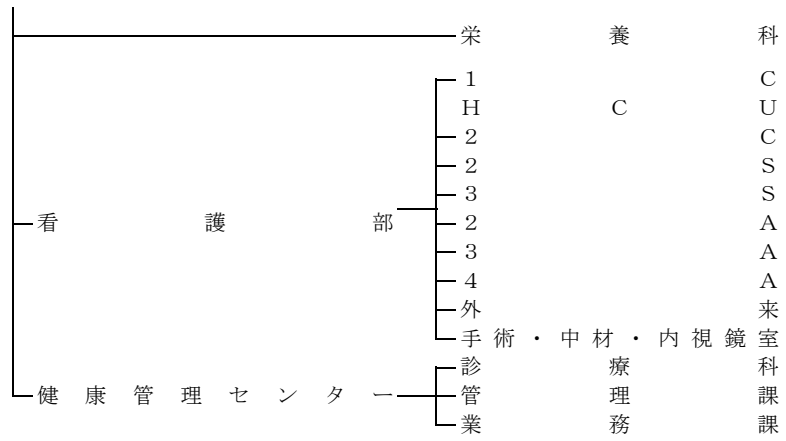 栄養科
１Ｃ
ＨＣＵ
２Ｃ
２Ｓ
３Ｓ
看護部
２Ａ
３Ａ
４Ａ
外来
手術・中材・内視鏡室
診療科
健康管理センター
管理課
業務課